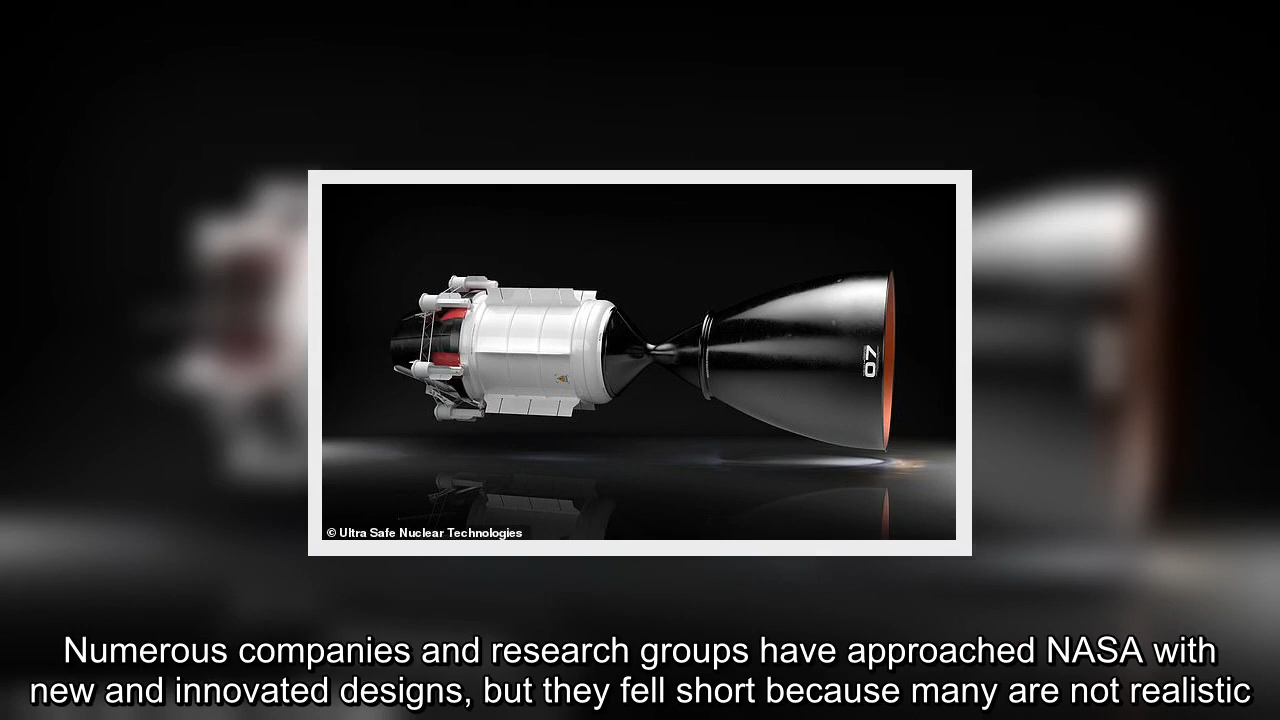 07
© Ultra Safe Nuclear Technologies
Numerous companies and research groups have approached NASA with
new and innovated designs, but they fell short because many are not realistic